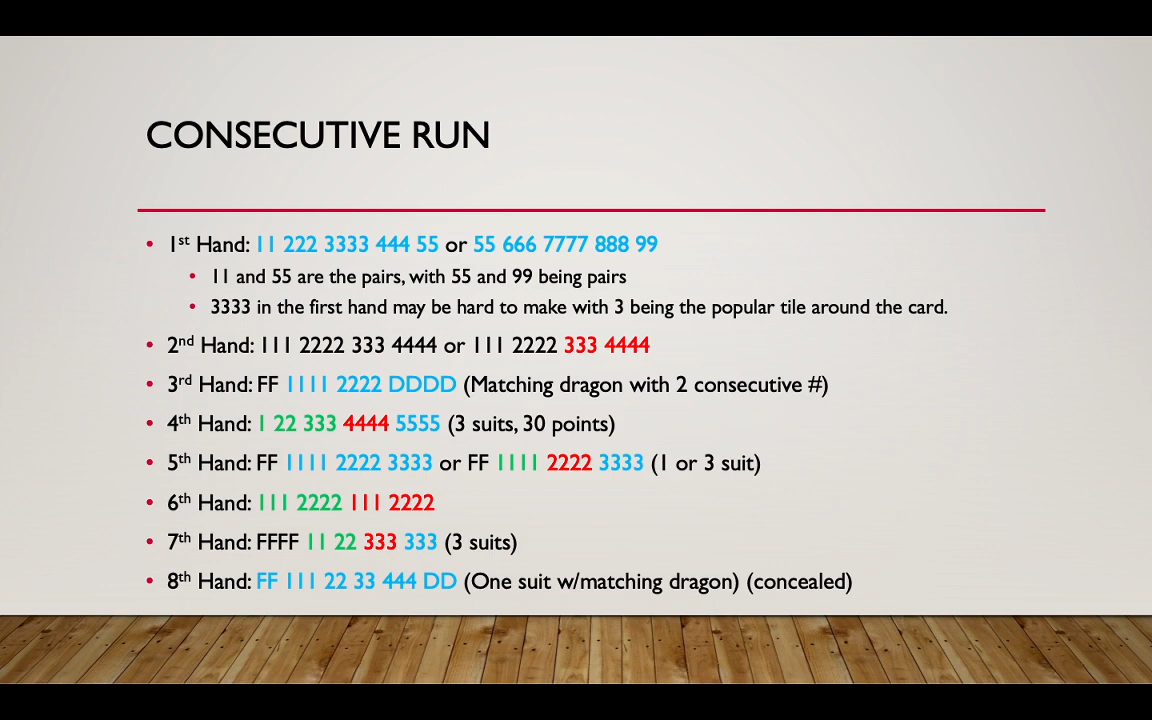 CONSECUTIVE RUN
• 1st Hand: 11 222 3333 444 55 or 55 666 7777 888 99
• 11 and 55 are the pairs, with 55 and 99 being pairs
• 3333 in the first hand may be hard to make with 3 being the popular tile around the card.
• 2nd Hand: 111 2222 333 4444 or 111 2222 333 4444
• 3rd Hand: FF 1111 2222 DDDD (Matching dragon with 2 consecutive #)
• 4th Hand: 1 22 333 4444 5555 (3 suits, 30 points)
• 5th Hand: FF 1111 2222 3333 or FF 1111 2222 3333 (1 or 3 suit)
• 6th Hand: 111 2222 111 2222
• 7th Hand: FFFF 11 22 333 333 (3 suits)
• 8th Hand: FF 111 22 33 444 DD (One suit w/matching dragon) (concealed)